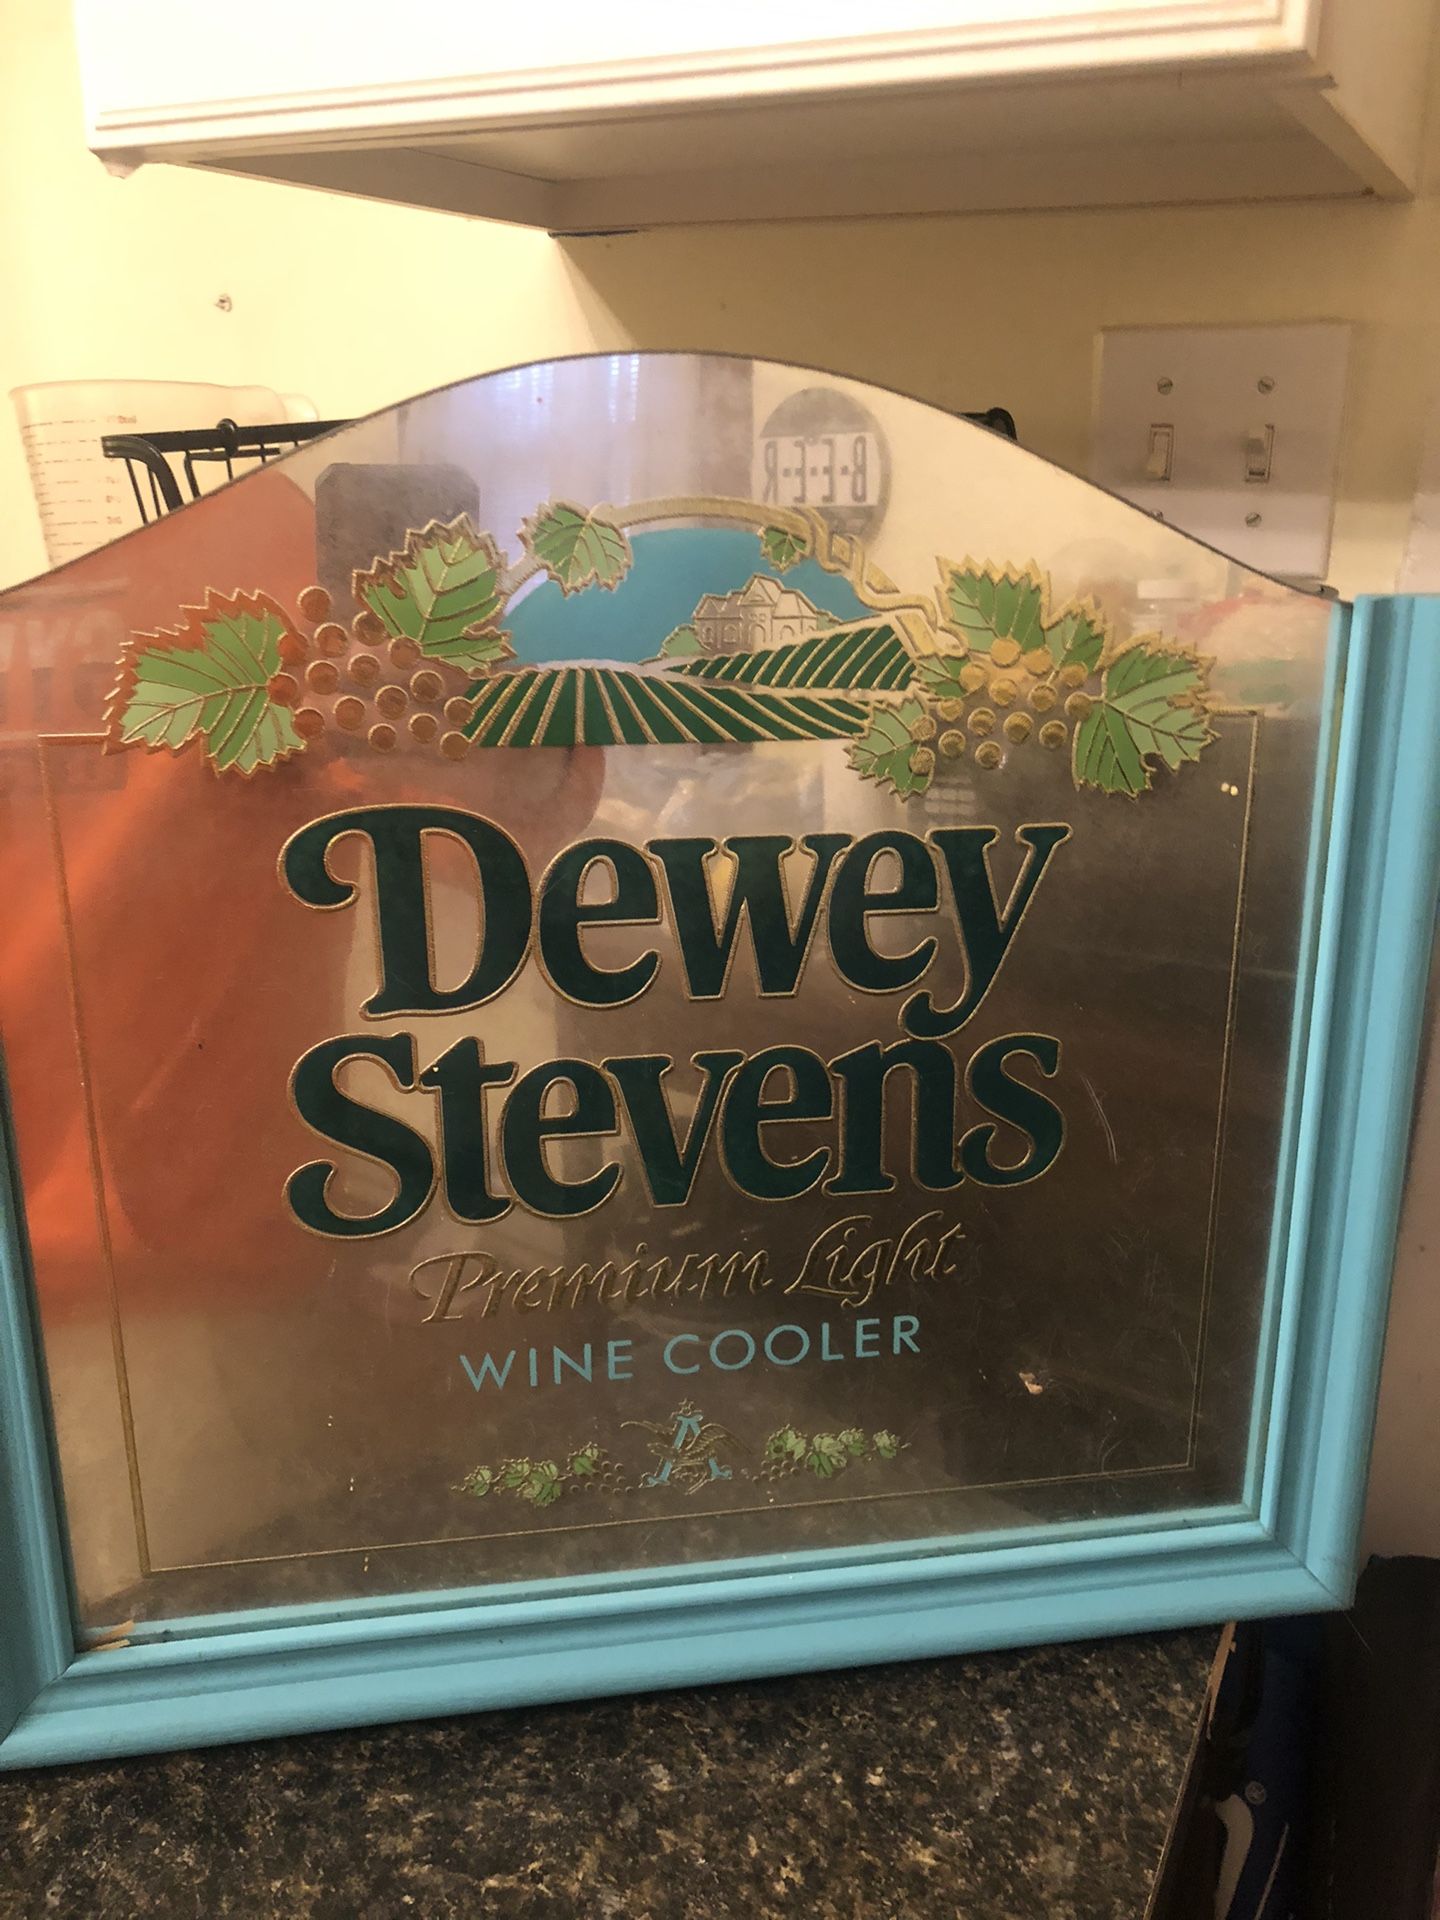 B-E-E-R
Dewey
Stevens
Premium Light
WINE COOLER
A